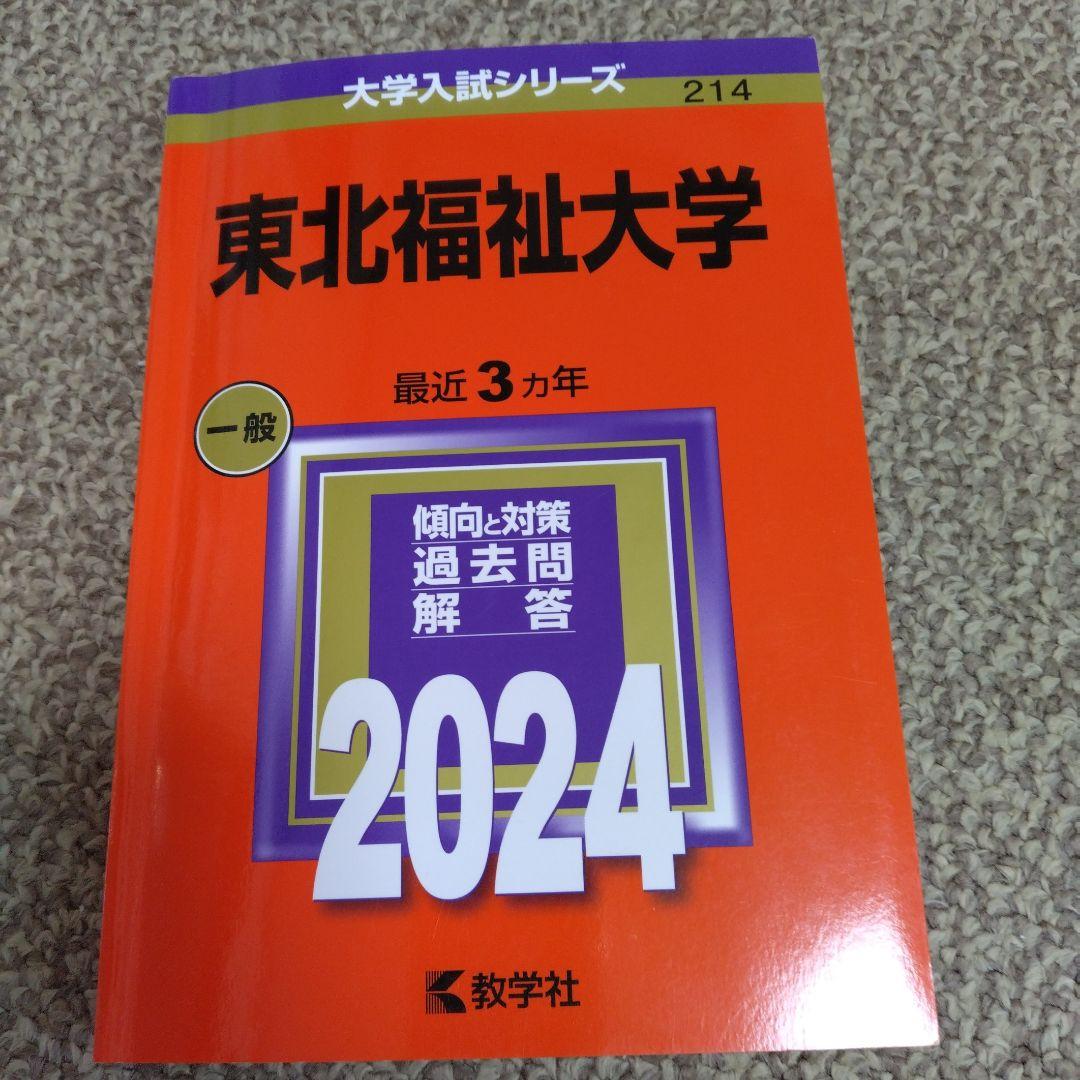 大学入試シリーズ 214
東北福祉大学
最近3カ年
一般
傾向と対策
過去問
解答
2024
教学社